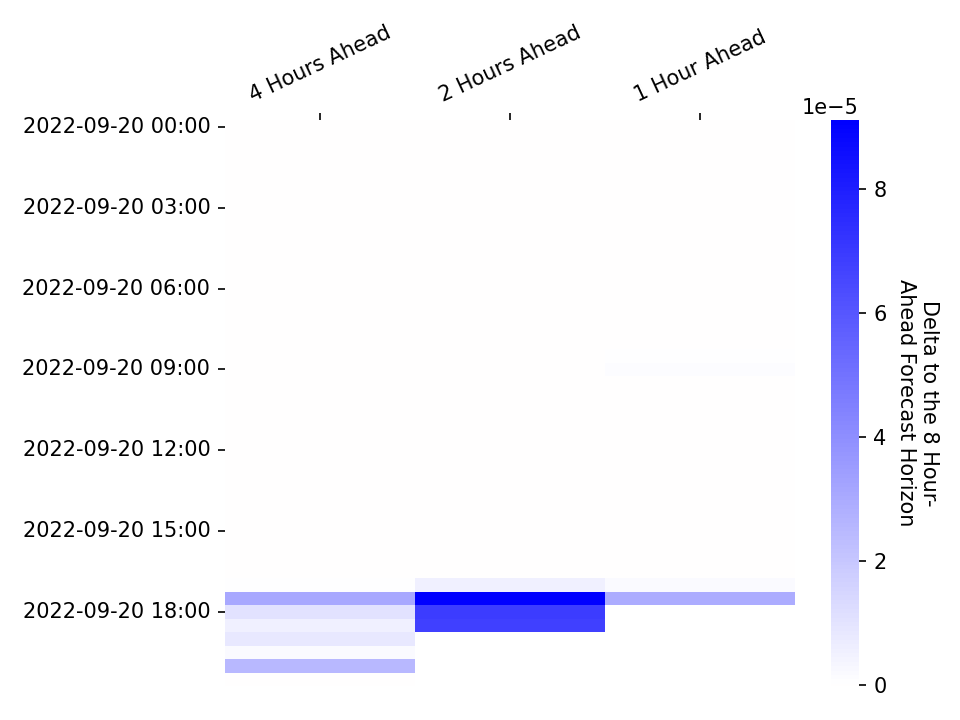 4 Hours Ahead
2 Hours Ahead
1 Hour Ahead
1e−5
2022-09-20 00:00
2022-09-20 03:00
2022-09-20 06:00
2022-09-20 09:00
2022-09-20 12:00
2022-09-20 15:00
2022-09-20 18:00
8
6
4
2
0
Delta to the 8 Hour-
Ahead Forecast Horizon